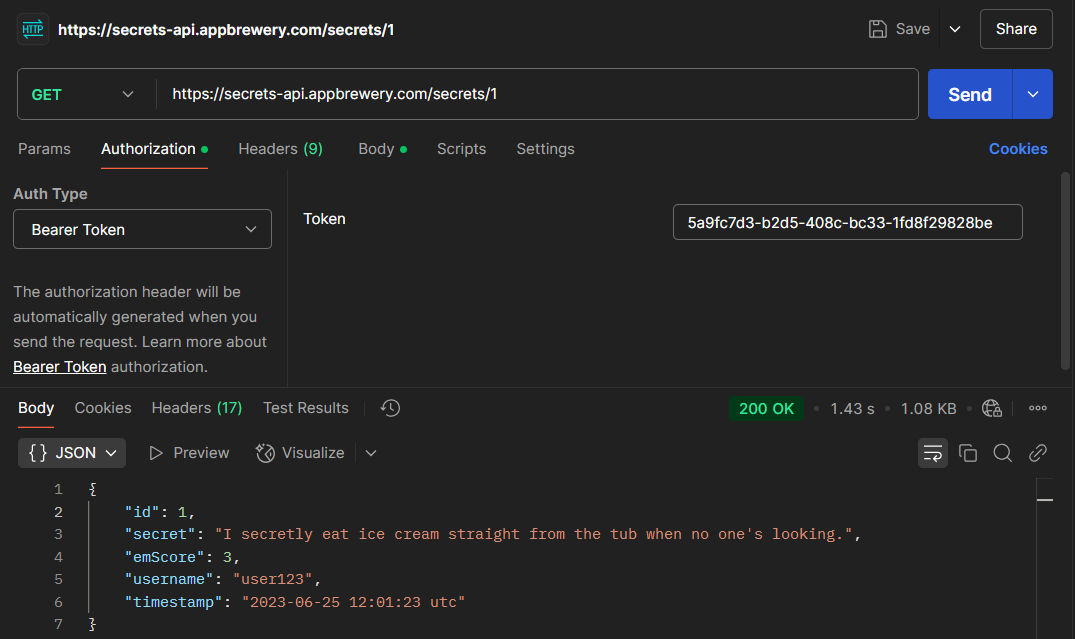 HTTP https://secrets-api.appbrewery.com/secrets/1 Save Share
GET https://secrets-api.appbrewery.com/secrets/1 Send
Params Authorization Headers (9) Body Scripts Settings Cookies
Auth Type
Bearer Token
Token 5a9fc7d3-b2d5-408c-bc33-1fd8f29828be
The authorization header will be
automatically generated when you
send the request. Learn more about
Bearer Token authorization.
Body Cookies Headers (17) Test Results 200 OK 1.43 s 1.08 KB
{} JSON Preview Visualize
1 {
2 "id": 1,
3 "secret": "I secretly eat ice cream straight from the tub when no one's looking.",
4 "emScore": 3,
5 "username": "user123",
6 "timestamp": "2023-06-25 12:01:23 utc"
7 }